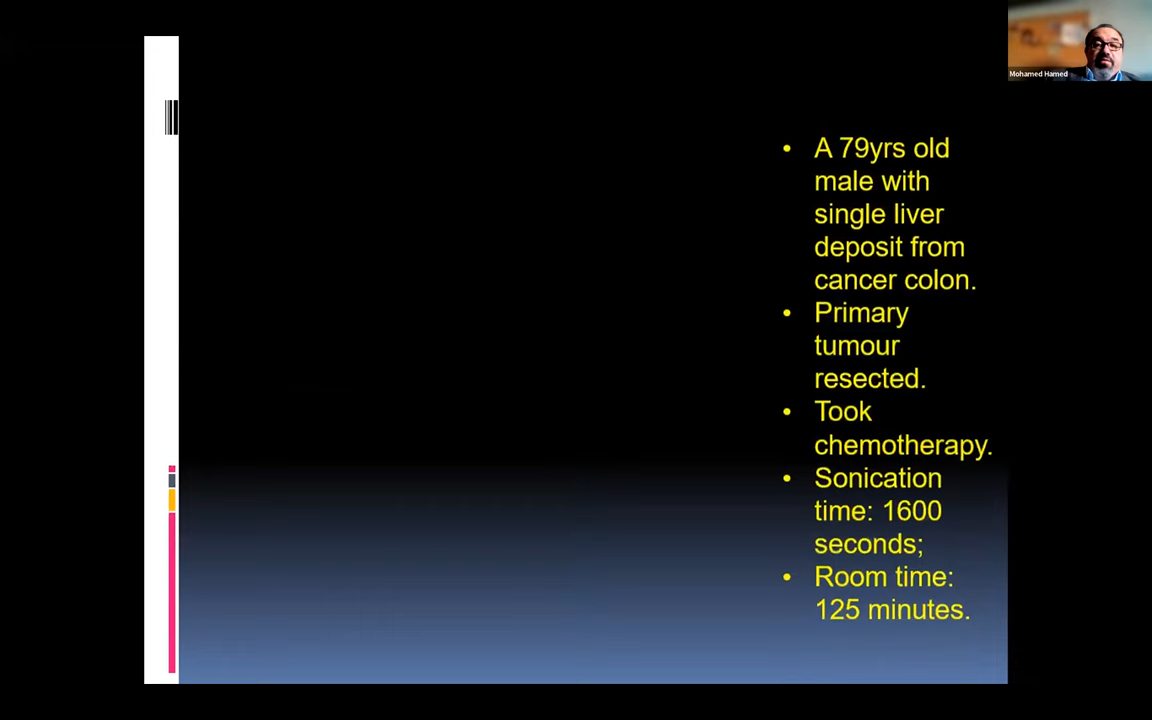 Mohamed Hamed
• A 79yrs old
male with
single liver
deposit from
cancer colon.
• Primary
tumour
resected.
• Took
chemotherapy.
• Sonication
time: 1600
seconds;
• Room time:
125 minutes.